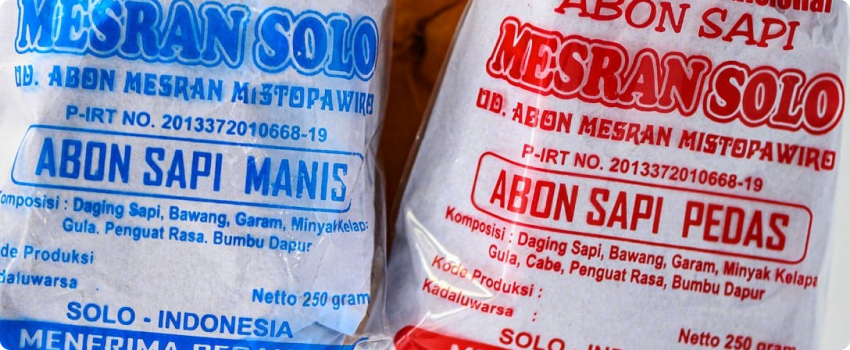 MESRAN SOLO
UD. ABON MESRAN MISTOPAWIRO
P-IRT NO. 2013372010668-19
ABON SAPI MANIS
Komposisi : Daging Sapi, Bawang, Garam, Minyak Kelapa
Gula. Penguat Rasa. Bumbu Dapur
Kode Produksi
Kadaluwarsa
Netto 250 gram
SOLO - INDONESIA
MENERIMA
ABON SAPI
MESRAN SOLO
UD. ABON MESRAN MISTOPAWIRO
P-IRT NO. 2013372010668-19
ABON SAPI PEDAS
Komposisi : Daging Sapi, Bawang, Garam, Minyak Kelapa
Gula, Cabe, Penguat Rasa, Bumbu Dapur
Kode Produksi :
Kadaluwarsa :
Netto 250 gram
SOLO - INDONESIA